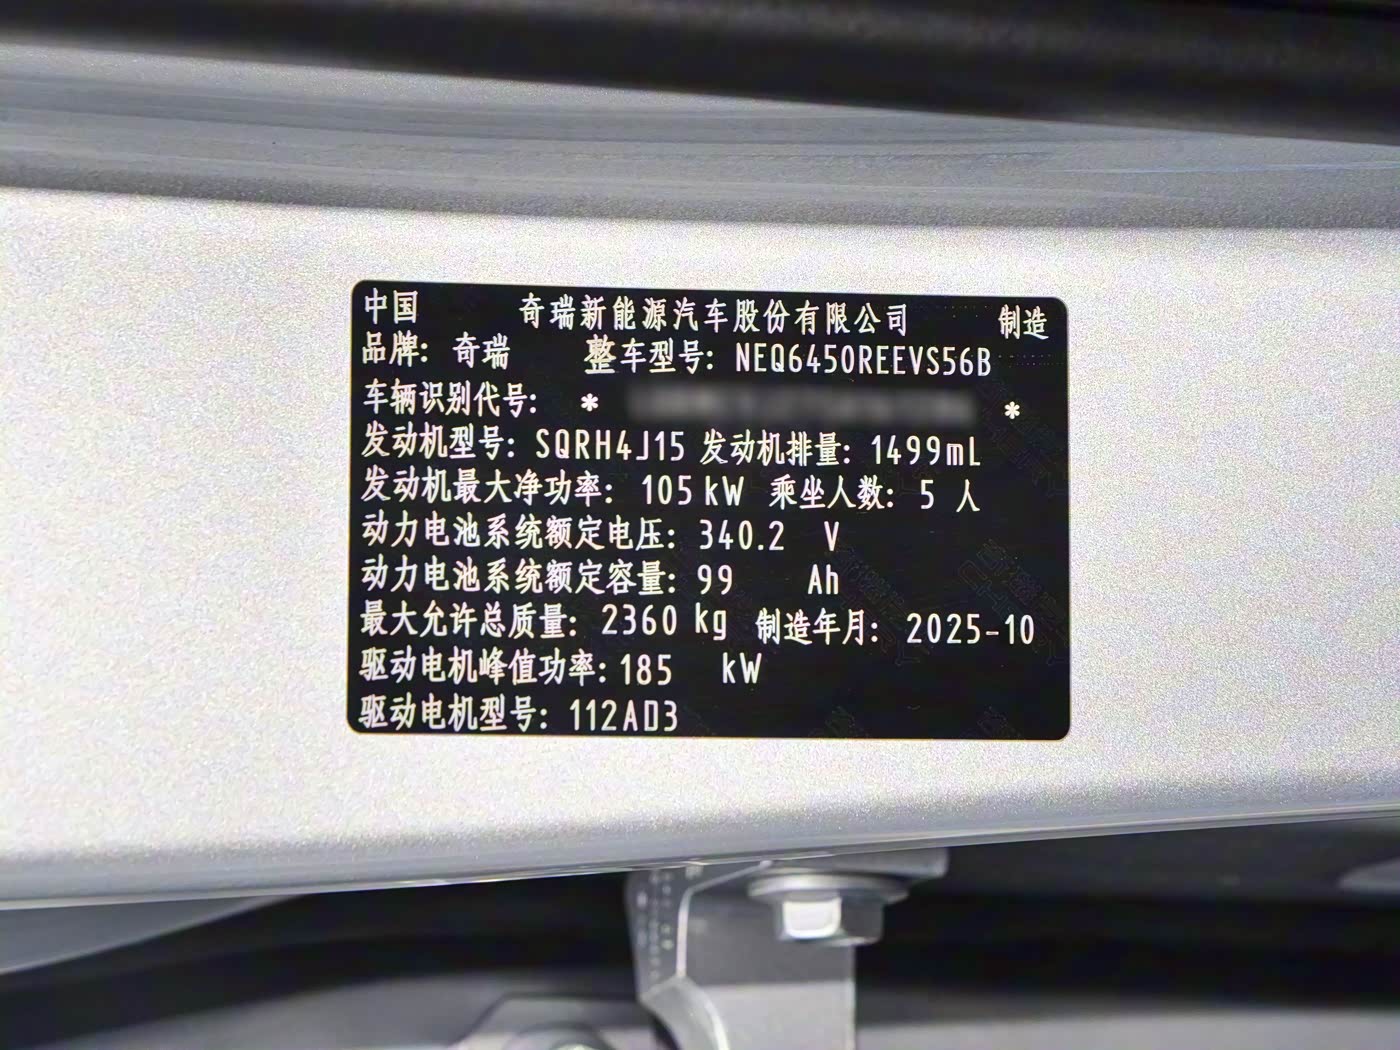 中国 奇瑞新能源汽车股份有限公司 制造
品牌: 奇瑞 整车型号: NEQ6450REEVS56B
车辆识别代号: * *
发动机型号: SQRH4J15 发动机排量: 1499mL
发动机最大净功率: 105 kW 乘坐人数: 5 人
动力电池系统额定电压: 340.2 V
动力电池系统额定容量: 99 Ah
最大允许总质量: 2360 kg 制造年月: 2025-10
驱动电机峰值功率: 185 kW
驱动电机型号: 112AD3